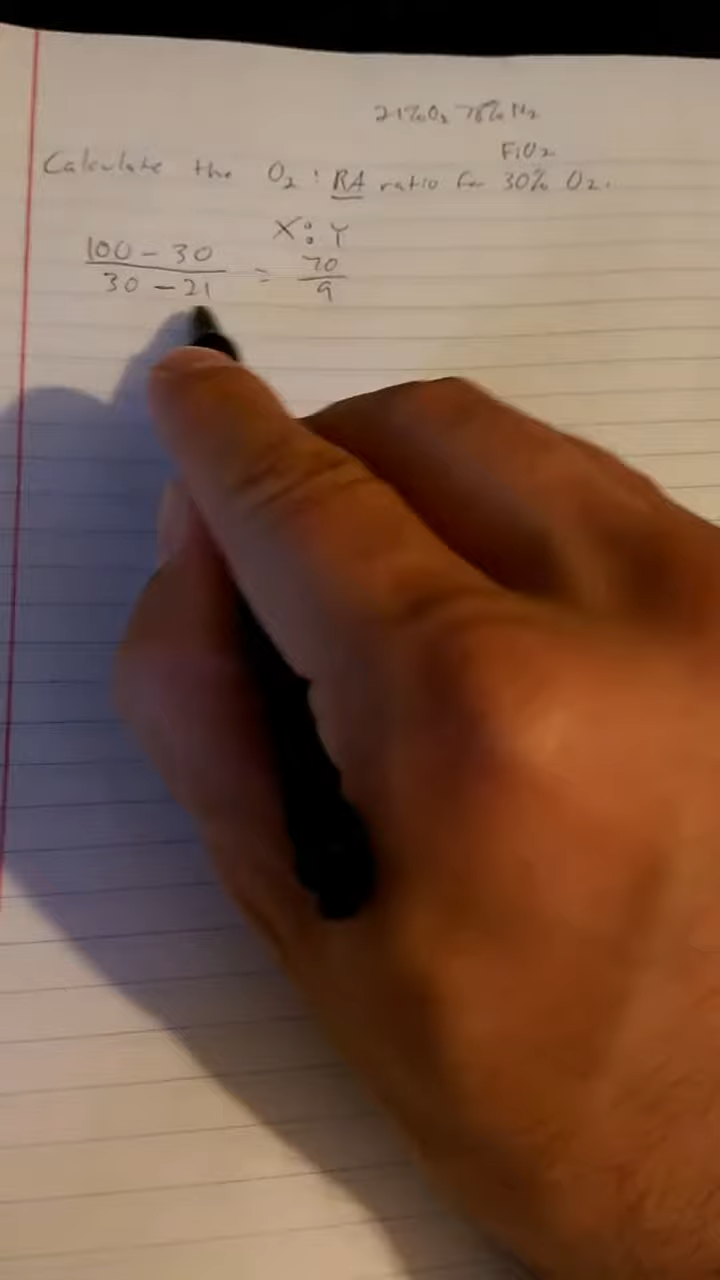 21%O₂ 78% N₂
FiO₂
Calculate the O₂ : RA ratio for 30% O₂.
X : Y
100 - 30 = 70
30 - 21 9